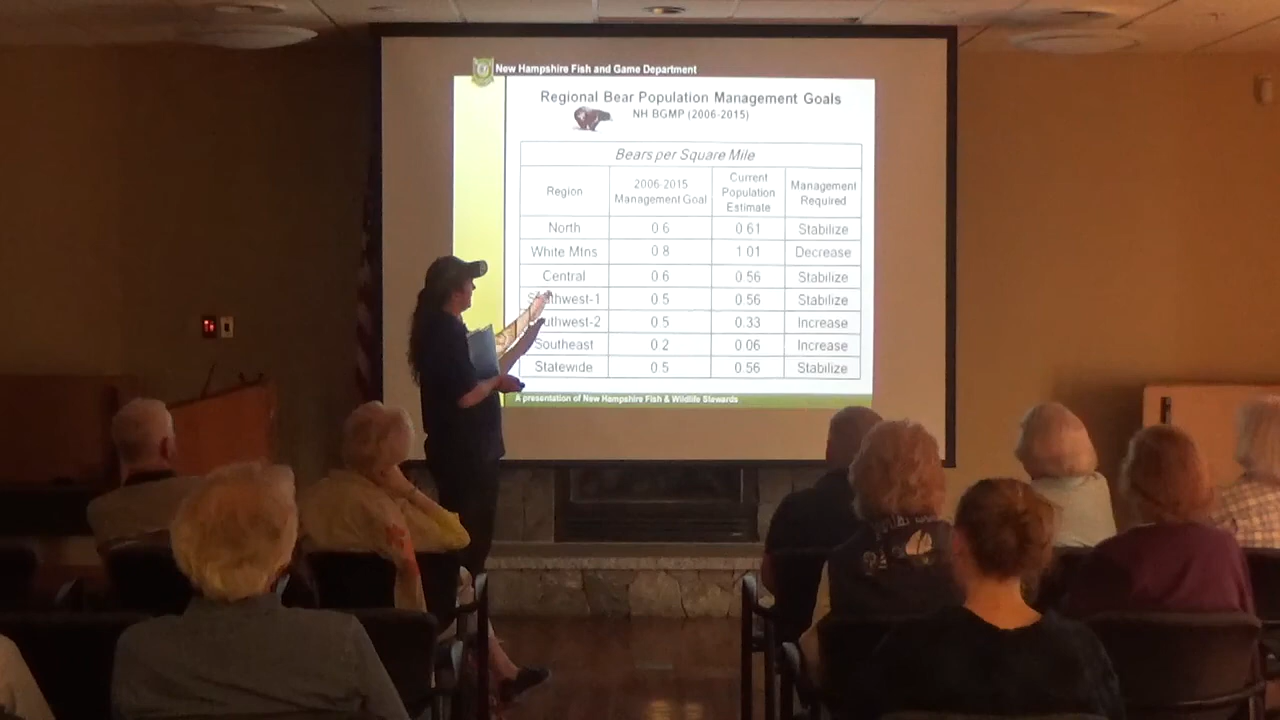 New Hampshire Fish and Game Department
Regional Bear Population Management Goals
NH BGMP (2006-2015)
Bears per Square Mile
Region 2006-2015 Management Goal Current Population Estimate Management Required
North 0.6 0.61 Stabilize
White Mtns 0.8 1.01 Decrease
Central 0.6 0.56 Stabilize
Southwest-1 0.5 0.56 Stabilize
Southwest-2 0.5 0.33 Increase
Southeast 0.2 0.06 Increase
Statewide 0.5 0.56 Stabilize
A presentation of New Hampshire Fish & Wildlife Stewards